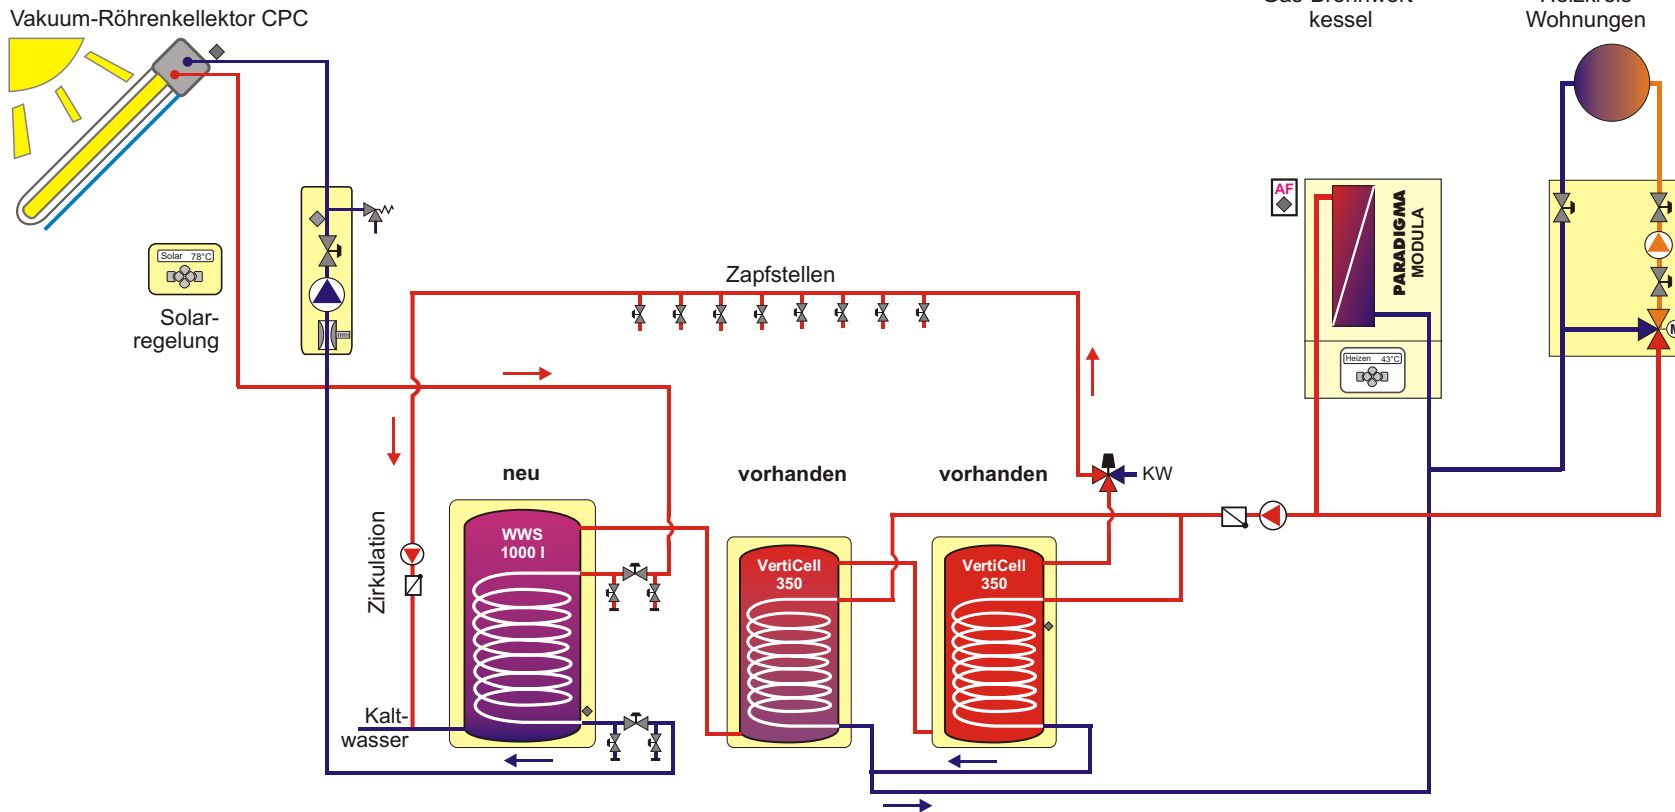 Vakuum-Röhrenkellektor CPC
kessel
Wohnungen
AF
PARADIGMA
MODULA
Solar 78°C
Solar-
regelung
Zapfstellen
Heizen 43°C
M
neu
vorhanden
vorhanden
KW
Zirkulation
WWS
1000 l
VertiCell
350
VertiCell
350
Kalt-
wasser